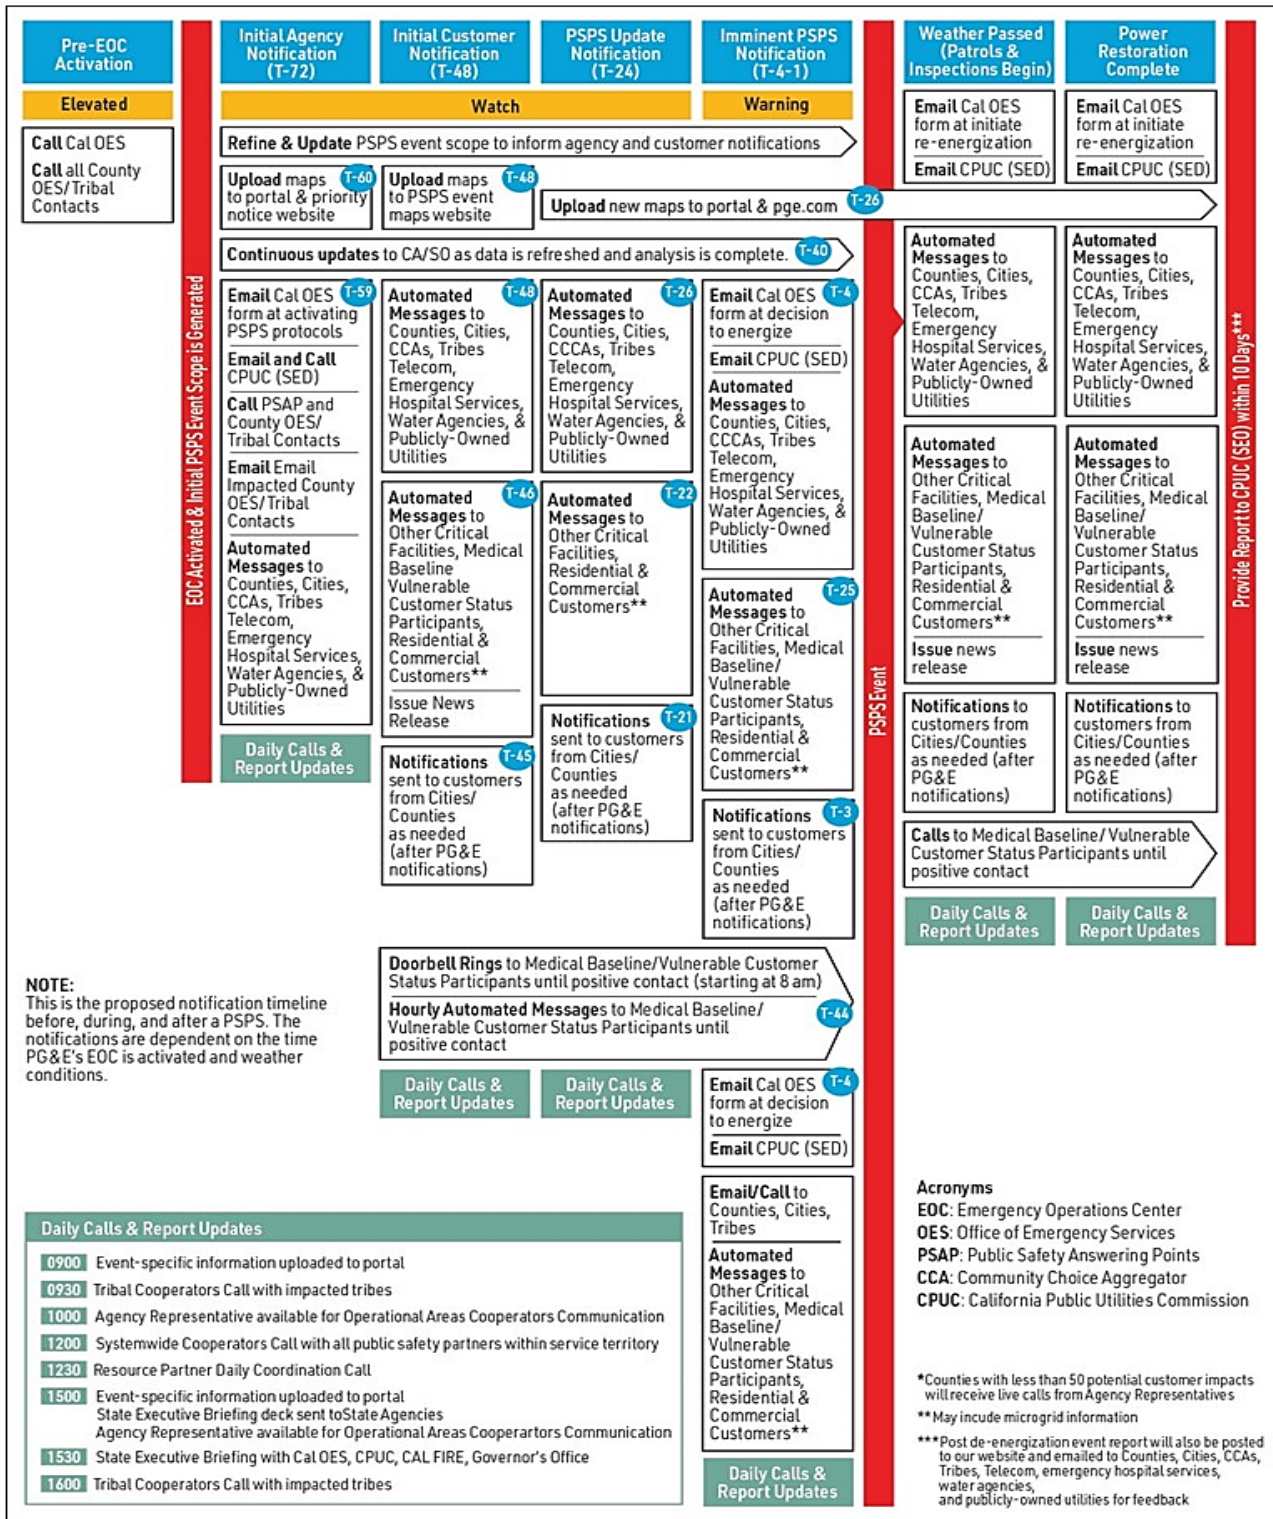 Pre-EOC
Activation
Initial Agency
Notification
(T-72)
Initial Customer
Notification
(T-48)
PSPS Update
Notification
(T-24)
Imminent PSPS
Notification
(T-4-1)
Weather Passed
(Patrols &
Inspections Begin)
Power
Restoration
Complete
Elevated
Watch
Warning
Call Cal OES
Call all County
OES/Tribal
Contacts
EOC Activated & Initial PSPS Event Scope is Generated
Refine & Update PSPS event scope to inform agency and customer notifications
Upload maps
to portal & priority
notice website
T-60
Upload maps
to PSPS event
maps website
T-48
Upload new maps to portal & pge.com
T-26
Continuous updates to CA/SO as data is refreshed and analysis is complete.
T-40
Email Cal OES
form at activating
PSPS protocols
T-59
Email and Call
CPUC (SED)
Call PSAP and
County OES/
Tribal Contacts
Email Email
Impacted County
OES/Tribal
Contacts
Automated
Messages to
Counties, Cities,
CCAs, Tribes
Telecom,
Emergency
Hospital Services,
Water Agencies, &
Publicly-Owned
Utilities
Daily Calls &
Report Updates
Automated
Messages to
Counties, Cities,
CCAs, Tribes
Telecom,
Emergency
Hospital Services,
Water Agencies, &
Publicly-Owned
Utilities
T-48
Automated
Messages to
Other Critical
Facilities, Medical
Baseline
Vulnerable
Customer Status
Participants,
Residential &
Commercial
Customers**
T-46
Issue News
Release
Notifications
sent to customers
from Cities/
Counties
as needed
(after PG&E
notifications)
T-45
Automated
Messages to
Counties, Cities,
CCCAs, Tribes
Telecom,
Emergency
Hospital Services,
Water Agencies, &
Publicly-Owned
Utilities
T-26
Automated
Messages to
Other Critical
Facilities,
Residential &
Commercial
Customers**
T-22
Notifications
sent to customers
from Cities/
Counties
as needed
(after PG&E
notifications)
T-21
Email Cal OES
form at decision
to energize
T-4
Email CPUC (SED)
Automated
Messages to
Counties, Cities,
CCCAs, Tribes
Telecom,
Emergency
Hospital Services,
Water Agencies, &
Publicly-Owned
Utilities
Automated
Messages to
Other Critical
Facilities, Medical
Baseline/
Vulnerable
Customer Status
Participants,
Residential &
Commercial
Customers**
T-25
Notifications
sent to customers
from Cities/
Counties
as needed
(after PG&E
notifications)
T-3
Doorbell Rings to Medical Baseline/Vulnerable Customer
Status Participants until positive contact (starting at 8 am)
Hourly Automated Messages to Medical Baseline/
Vulnerable Customer Status Participants until
positive contact
T-44
Daily Calls &
Report Updates
Daily Calls &
Report Updates
Email Cal OES
form at decision
to energize
T-4
Email CPUC (SED)
Email/Call to
Counties, Cities,
Tribes
Automated
Messages to
Other Critical
Facilities, Medical
Baseline/
Vulnerable
Customer Status
Participants,
Residential &
Commercial
Customers**
Daily Calls &
Report Updates
PSPS Event
Email Cal OES
form at initiate
re-energization
Email CPUC (SED)
Automated
Messages to
Counties, Cities,
CCAs, Tribes
Telecom,
Emergency
Hospital Services,
Water Agencies, &
Publicly-Owned
Utilities
Automated
Messages to
Other Critical
Facilities, Medical
Baseline/
Vulnerable
Customer Status
Participants,
Residential &
Commercial
Customers**
Issue news
release
Notifications to
customers from
Cities/Counties
as needed (after
PG&E
notifications)
Email Cal OES
form at initiate
re-energization
Email CPUC (SED)
Automated
Messages to
Counties, Cities,
CCAs, Tribes
Telecom,
Emergency
Hospital Services,
Water Agencies, &
Publicly-Owned
Utilities
Automated
Messages to
Other Critical
Facilities, Medical
Baseline/
Vulnerable
Customer Status
Participants,
Residential &
Commercial
Customers**
Issue news
release
Notifications to
customers from
Cities/Counties
as needed (after
PG&E
notifications)
Calls to Medical Baseline/ Vulnerable
Customer Status Participants until
positive contact
Daily Calls &
Report Updates
Daily Calls &
Report Updates
Provide Report to CPUC (SEO) within 10 Days***
NOTE:
This is the proposed notification timeline
before, during, and after a PSPS. The
notifications are dependent on the time
PG&E's EOC is activated and weather
conditions.
Daily Calls & Report Updates
0900 Event-specific information uploaded to portal
0930 Tribal Cooperators Call with impacted tribes
1000 Agency Representative available for Operational Areas Cooperators Communication
1200 Systemwide Cooperators Call with all public safety partners within service territory
1230 Resource Partner Daily Coordination Call
1500 Event-specific information uploaded to portal
State Executive Briefing deck sent toState Agencies
Agency Representative available for Operational Areas Cooperartors Communication
1530 State Executive Briefing with Cal OES, CPUC, CAL FIRE, Governor's Office
1600 Tribal Cooperators Call with impacted tribes
Acronyms
EOC: Emergency Operations Center
OES: Office of Emergency Services
PSAP: Public Safety Answering Points
CCA: Community Choice Aggregator
CPUC: California Public Utilities Commission
*Counties with less than 50 potential customer impacts
will receive live calls from Agency Representatives
**May incude microgrid information
***Post de-energization event report will also be posted
to our website and emailed to Counties, Cities, CCAs,
Tribes, Telecom, emergency hospital services,
water agencies,
and publicly-owned utilities for feedback